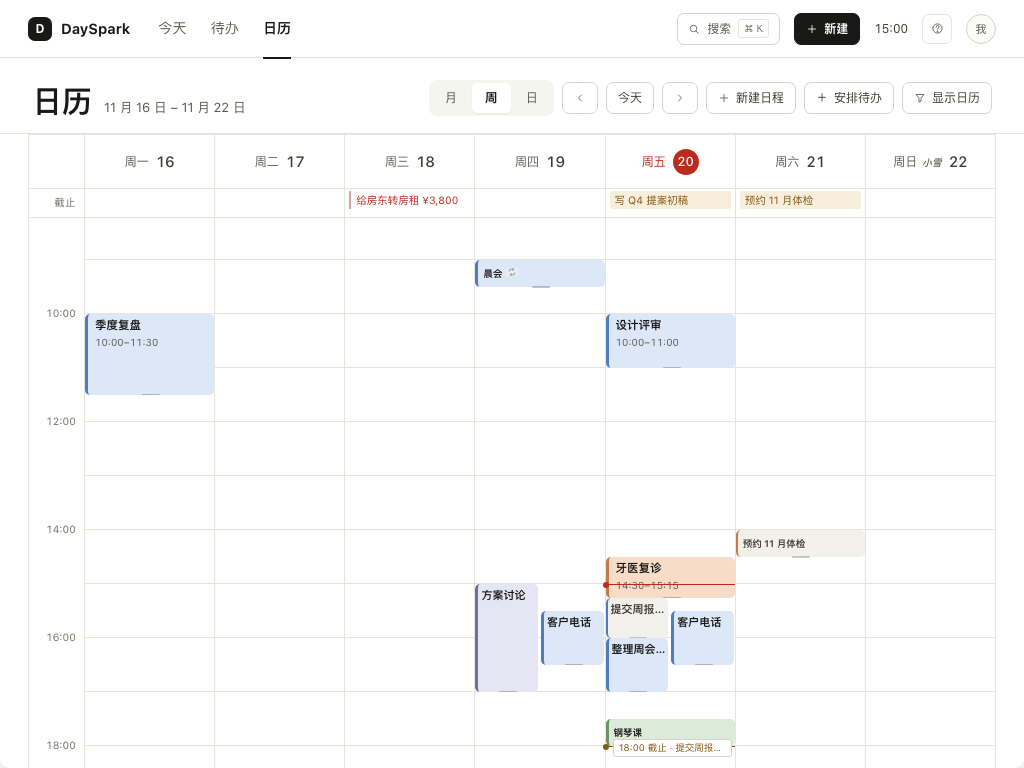 D DaySpark 今天 待办 日历 搜索 ⌘ K + 新建 15:00 我
日历 11 月 16 日 – 11 月 22 日 月 周 日 ‹ 今天 › + 新建日程 + 安排待办 显示日历
周一 16 周二 17 周三 18 周四 19 周五 20 周六 21 周日 小雪 22
截止 给房东转房租 ¥3,800 写 Q4 提案初稿 预约 11 月体检
晨会
10:00 季度复盘 设计评审
10:00–11:30 10:00–11:00
12:00
14:00
预约 11 月体检
牙医复诊
14:30–15:15
方案讨论
提交周报...
客户电话 客户电话
16:00
整理周会...
钢琴课
18:00 18:00 截止 · 提交周报...